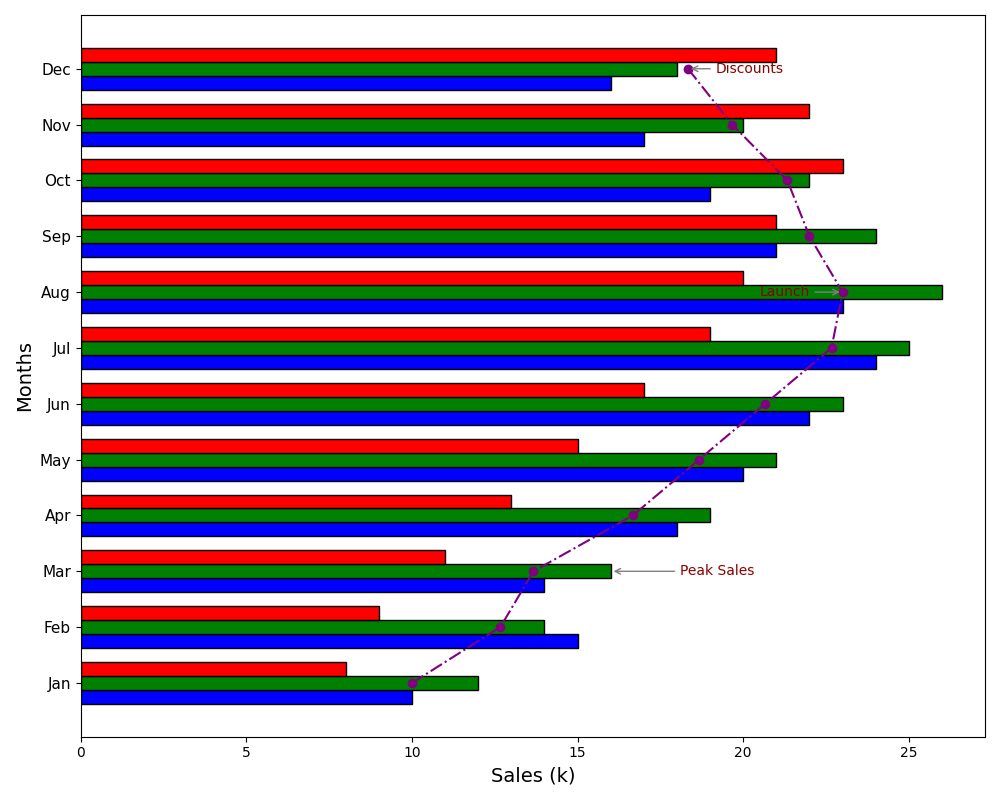 Dec
Discounts
Nov
Oct
Sep
Aug
Launch
Jul
Jun
May
Apr
Mar
Peak Sales
Feb
Jan
Months
0 5 10 15 20 25
Sales (k)